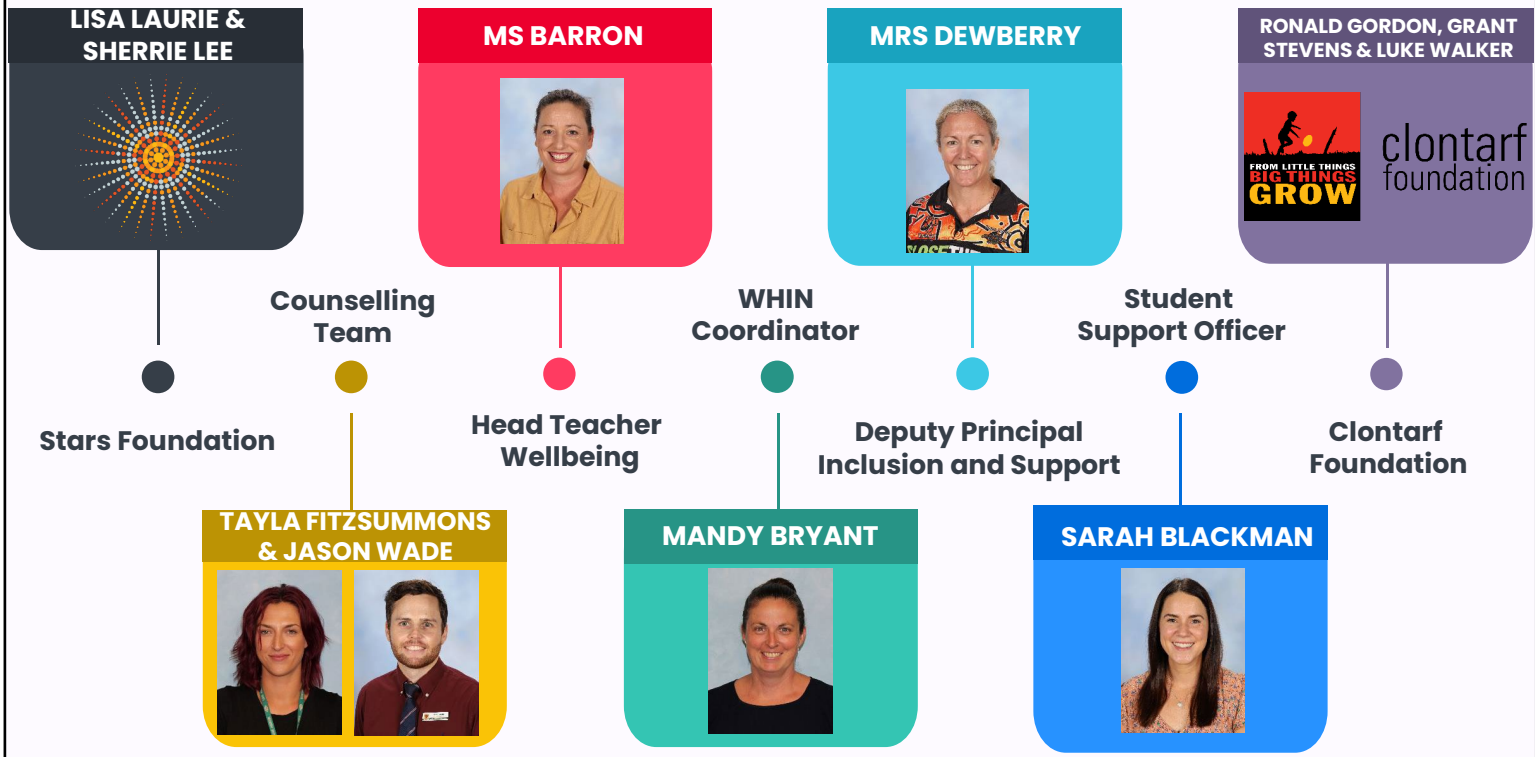 LISA LAURIE &
SHERRIE LEE
MS BARRON
MRS DEWBERRY
RONALD GORDON, GRANT
STEVENS & LUKE WALKER
FROM LITTLE THINGS
BIG THINGS
GROW
clontarf
foundation
Counselling
Team
WHIN
Coordinator
Student
Support Officer
Stars Foundation
Head Teacher
Wellbeing
Deputy Principal
Inclusion and Support
Clontarf
Foundation
TAYLA FITZSUMMONS
& JASON WADE
MANDY BRYANT
SARAH BLACKMAN